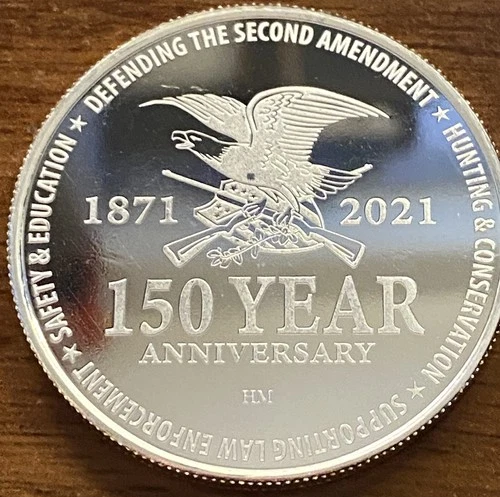 ★ DEFENDING THE SECOND AMENDMENT ★ HUNTING & CONSERVATION ★ SUPPORTING LAW ENFORCEMENT ★ SAFETY & EDUCATION
1871 2021
150 YEAR
ANNIVERSARY
HM